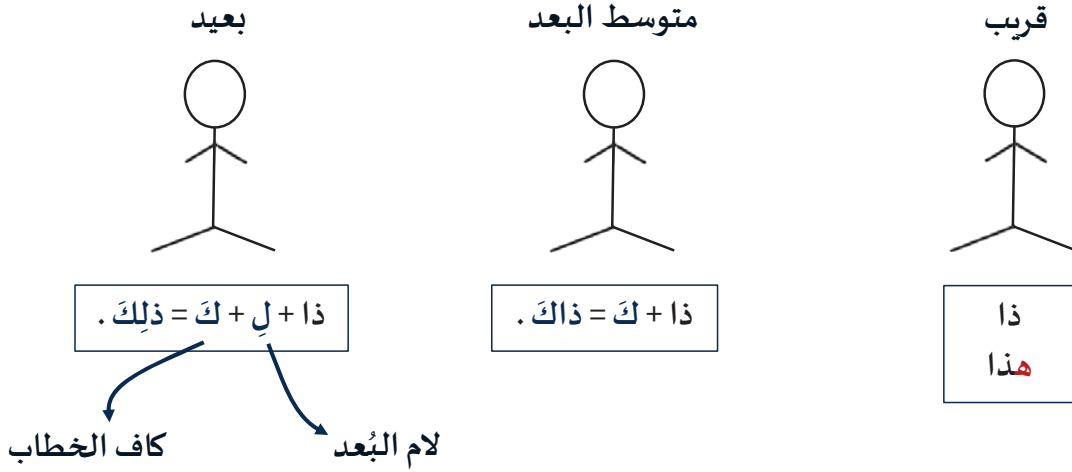 قريب
متوسط البعد
بعيد
ذا
هذا
ذا + كَ = ذاكَ .
ذا + لِ + كَ = ذلِكَ .
لام البُعد
كاف الخطاب